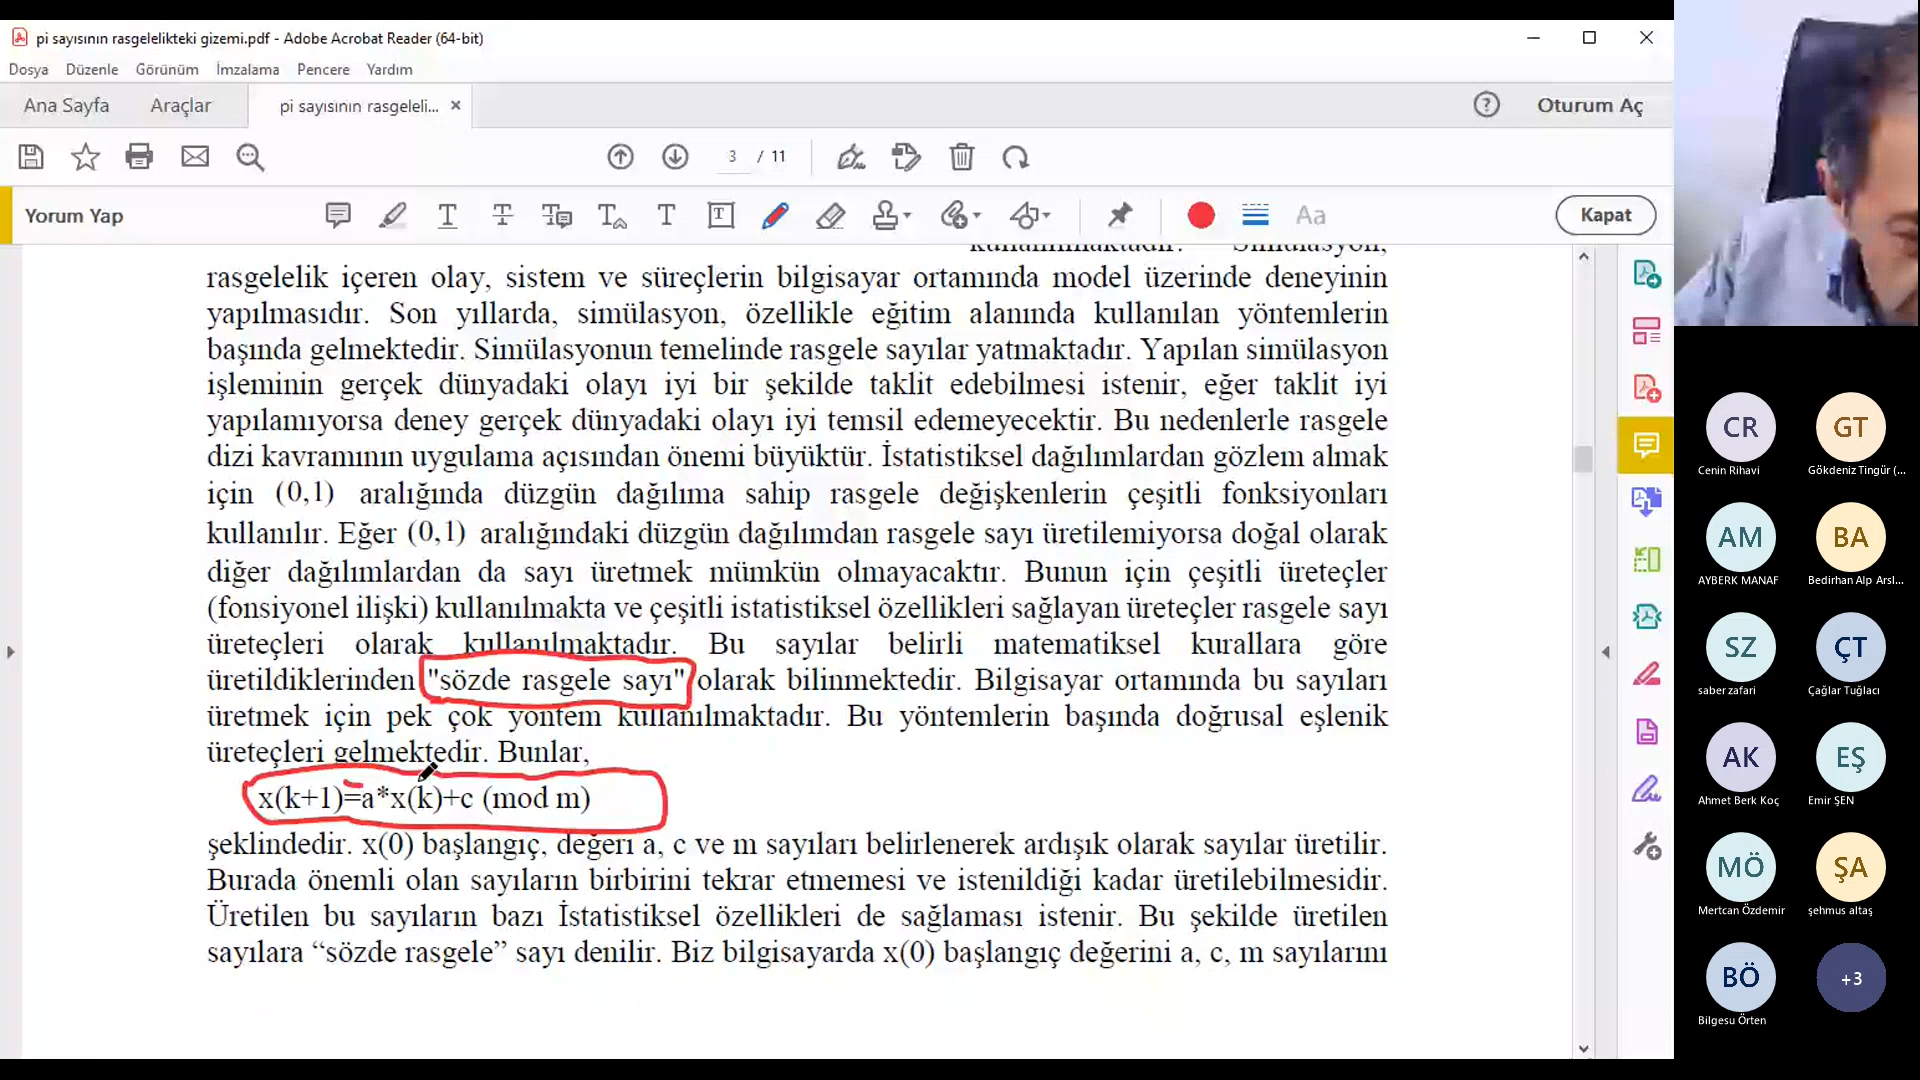 pi sayısının rasgelelikteki gizemi.pdf - Adobe Acrobat Reader (64-bit)
Dosya Düzenle Görünüm İmzalama Pencere Yardım
Ana Sayfa Araçlar pi sayısının rasgeleli... Oturum Aç
3 / 11
Yorum Yap Aa Kapat
kullanılmaktadır. Simülasyon,
rasgelelik içeren olay, sistem ve süreçlerin bilgisayar ortamında model üzerinde deneyinin
yapılmasıdır. Son yıllarda, simülasyon, özellikle eğitim alanında kullanılan yöntemlerin
başında gelmektedir. Simülasyonun temelinde rasgele sayılar yatmaktadır. Yapılan simülasyon
işleminin gerçek dünyadaki olayı iyi bir şekilde taklit edebilmesi istenir, eğer taklit iyi
yapılamıyorsa deney gerçek dünyadaki olayı iyi temsil edemeyecektir. Bu nedenlerle rasgele
dizi kavramının uygulama açısından önemi büyüktür. İstatistiksel dağılımlardan gözlem almak
için (0,1) aralığında düzgün dağılıma sahip rasgele değişkenlerin çeşitli fonksiyonları
kullanılır. Eğer (0,1) aralığındaki düzgün dağılımdan rasgele sayı üretilemiyorsa doğal olarak
diğer dağılımlardan da sayı üretmek mümkün olmayacaktır. Bunun için çeşitli üreteçler
(fonsiyonel ilişki) kullanılmakta ve çeşitli istatistiksel özellikleri sağlayan üreteçler rasgele sayı
üreteçleri olarak kullanılmaktadır. Bu sayılar belirli matematiksel kurallara göre
üretildiklerinden "sözde rasgele sayı" olarak bilinmektedir. Bilgisayar ortamında bu sayıları
üretmek için pek çok yöntem kullanılmaktadır. Bu yöntemlerin başında doğrusal eşlenik
üreteçleri gelmektedir. Bunlar,
x(k+1)=a*x(k)+c (mod m)
şeklindedir. x(0) başlangıç, değeri a, c ve m sayıları belirlenerek ardışık olarak sayılar üretilir.
Burada önemli olan sayıların birbirini tekrar etmemesi ve istenildiği kadar üretilebilmesidir.
Üretilen bu sayıların bazı İstatistiksel özellikleri de sağlaması istenir. Bu şekilde üretilen
sayılara “sözde rasgele” sayı denilir. Biz bilgisayarda x(0) başlangıç değerini a, c, m sayılarını
CR GT
Cenin Rihavi Gökdeniz Tingür (...
AM BA
AYBERK MANAF Bedirhan Alp Arsl...
SZ ÇT
saber zafari Çağlar Tuğlacı
AK EŞ
Ahmet Berk Koç Emir ŞEN
MÖ ŞA
Mertcan Özdemir şehmus altaş
BÖ +3
Bilgesu Örten